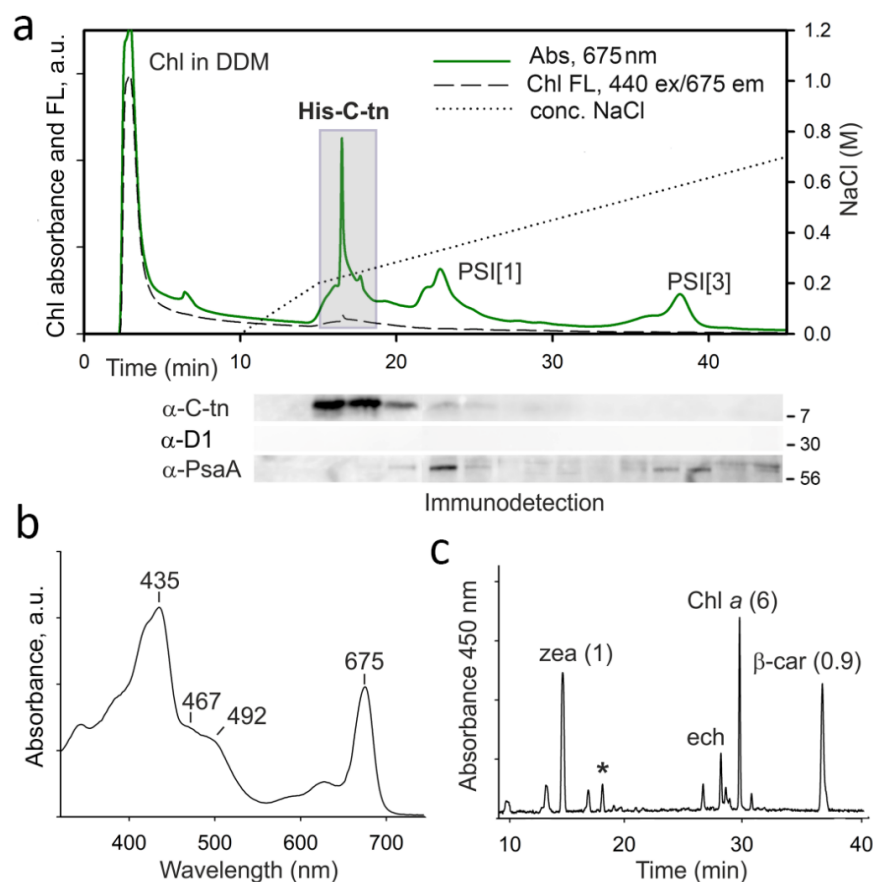 a
Chl absorbance and FL, a.u.
Chl in DDM
His-C-tn
Abs, 675nm
Chl FL, 440 ex/675 em
conc. NaCl
PSI[1]
PSI[3]
1.2
1.0
0.8
0.6
0.4
0.2
0.0
NaCl (M)
0 10 20 30 40
Time (min)
α-C-tn - 7
α-D1 - 30
α-PsaA - 56
Immunodetection
b
Absorbance, a.u.
435
467
492
675
400 500 600 700
Wavelength (nm)
c
Absorbance 450 nm
zea (1)
*
ech
Chl a (6)
β-car (0.9)
10 20 30 40
Time (min)